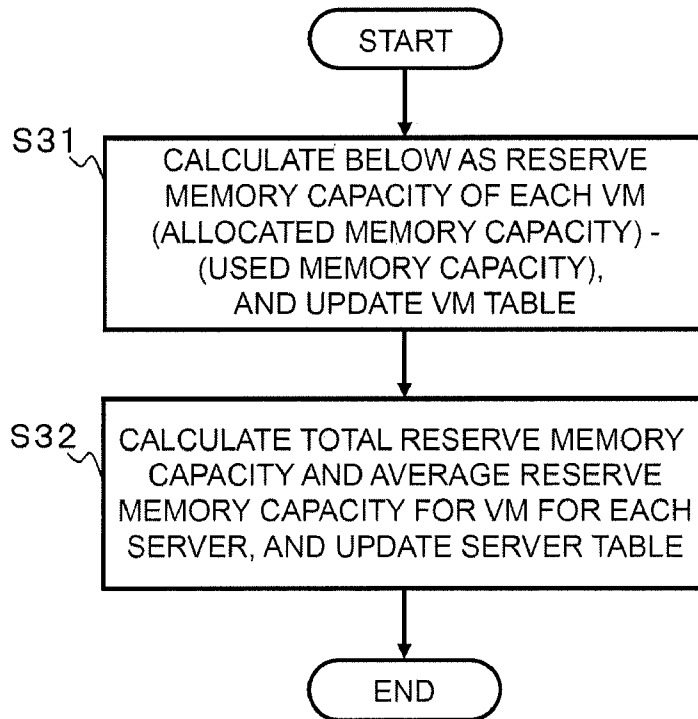 START
S31
CALCULATE BELOW AS RESERVE
MEMORY CAPACITY OF EACH VM
(ALLOCATED MEMORY CAPACITY) -
(USED MEMORY CAPACITY),
AND UPDATE VM TABLE
S32
CALCULATE TOTAL RESERVE MEMORY
CAPACITY AND AVERAGE RESERVE
MEMORY CAPACITY FOR VM FOR EACH
SERVER, AND UPDATE SERVER TABLE
END